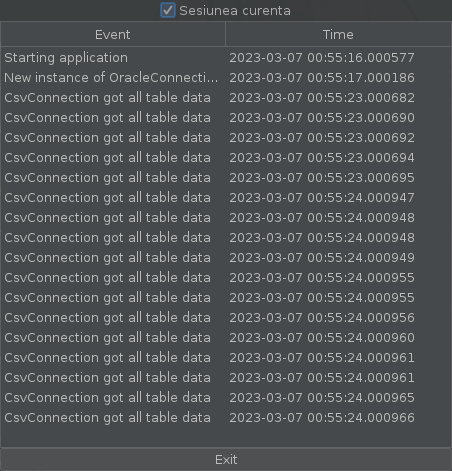 Sesiunea curenta
Event Time
Starting application 2023-03-07 00:55:16.000577
New instance of OracleConnecti... 2023-03-07 00:55:17.000186
CsvConnection got all table data 2023-03-07 00:55:23.000682
CsvConnection got all table data 2023-03-07 00:55:23.000690
CsvConnection got all table data 2023-03-07 00:55:23.000692
CsvConnection got all table data 2023-03-07 00:55:23.000694
CsvConnection got all table data 2023-03-07 00:55:23.000695
CsvConnection got all table data 2023-03-07 00:55:24.000947
CsvConnection got all table data 2023-03-07 00:55:24.000948
CsvConnection got all table data 2023-03-07 00:55:24.000948
CsvConnection got all table data 2023-03-07 00:55:24.000949
CsvConnection got all table data 2023-03-07 00:55:24.000955
CsvConnection got all table data 2023-03-07 00:55:24.000955
CsvConnection got all table data 2023-03-07 00:55:24.000956
CsvConnection got all table data 2023-03-07 00:55:24.000960
CsvConnection got all table data 2023-03-07 00:55:24.000961
CsvConnection got all table data 2023-03-07 00:55:24.000961
CsvConnection got all table data 2023-03-07 00:55:24.000965
CsvConnection got all table data 2023-03-07 00:55:24.000966
Exit